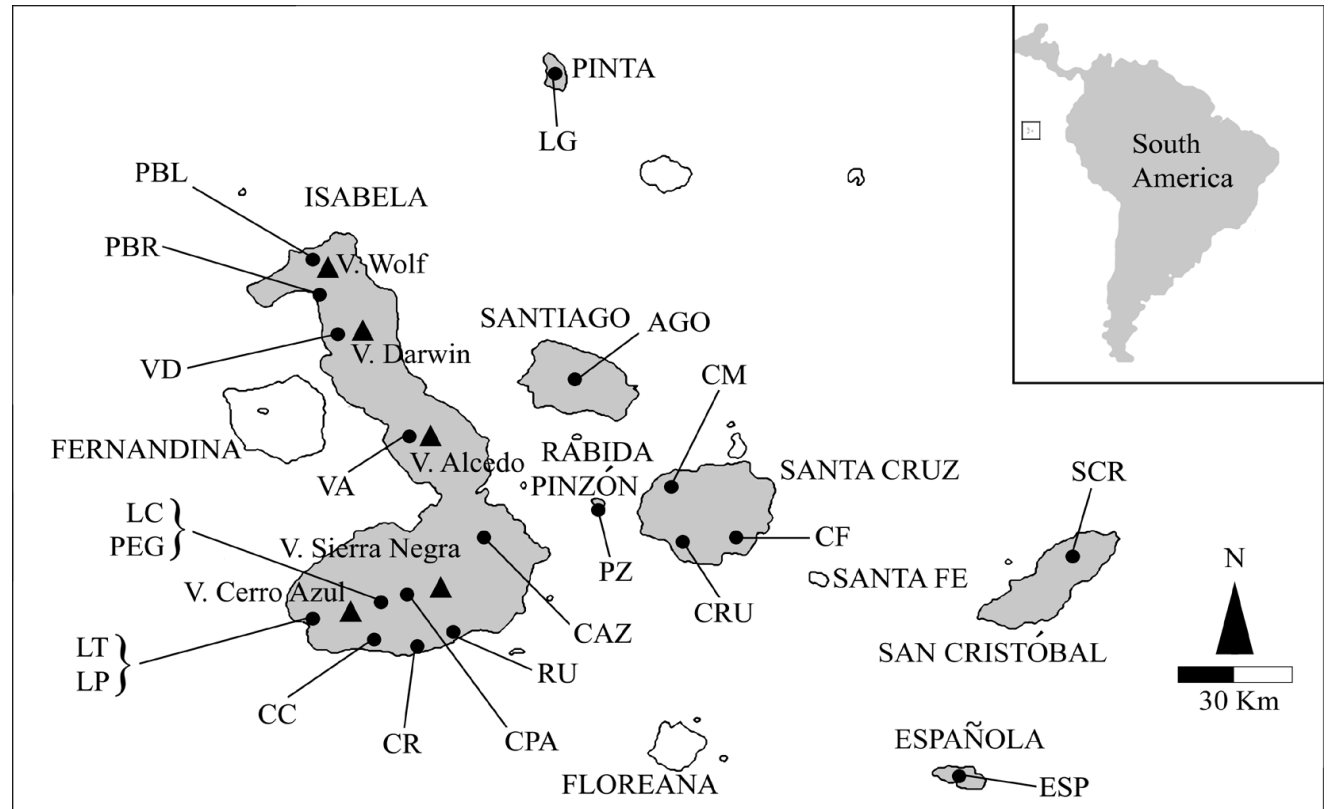 PINTA
LG
South
America
PBL
ISABELA
PBR
V. Wolf
SANTIAGO
AGO
VD
V. Darwin
CM
FERNANDINA
VA
V. Alcedo
RÁBIDA
PINZÓN
SANTA CRUZ
SCR
LC
PEG
V. Sierra Negra
CF
PZ
SANTA FE
N
V. Cerro Azul
CRU
CAZ
LT
LP
SAN CRISTÓBAL
RU
30 Km
CC
CR
CPA
ESPAÑOLA
FLOREANA
ESP